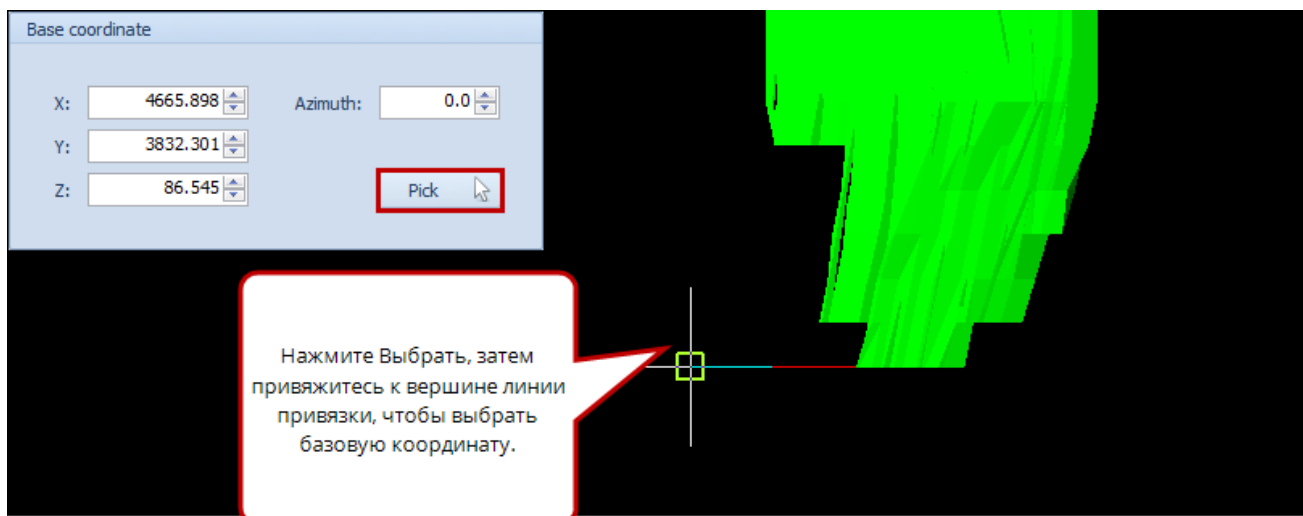 Base coordinate
X: 4665.898 Azimuth: 0.0
Y: 3832.301
Z: 86.545 Pick
Нажмите Выбрать, затем
привяжитесь к вершине линии
привязки, чтобы выбрать
базовую координату.